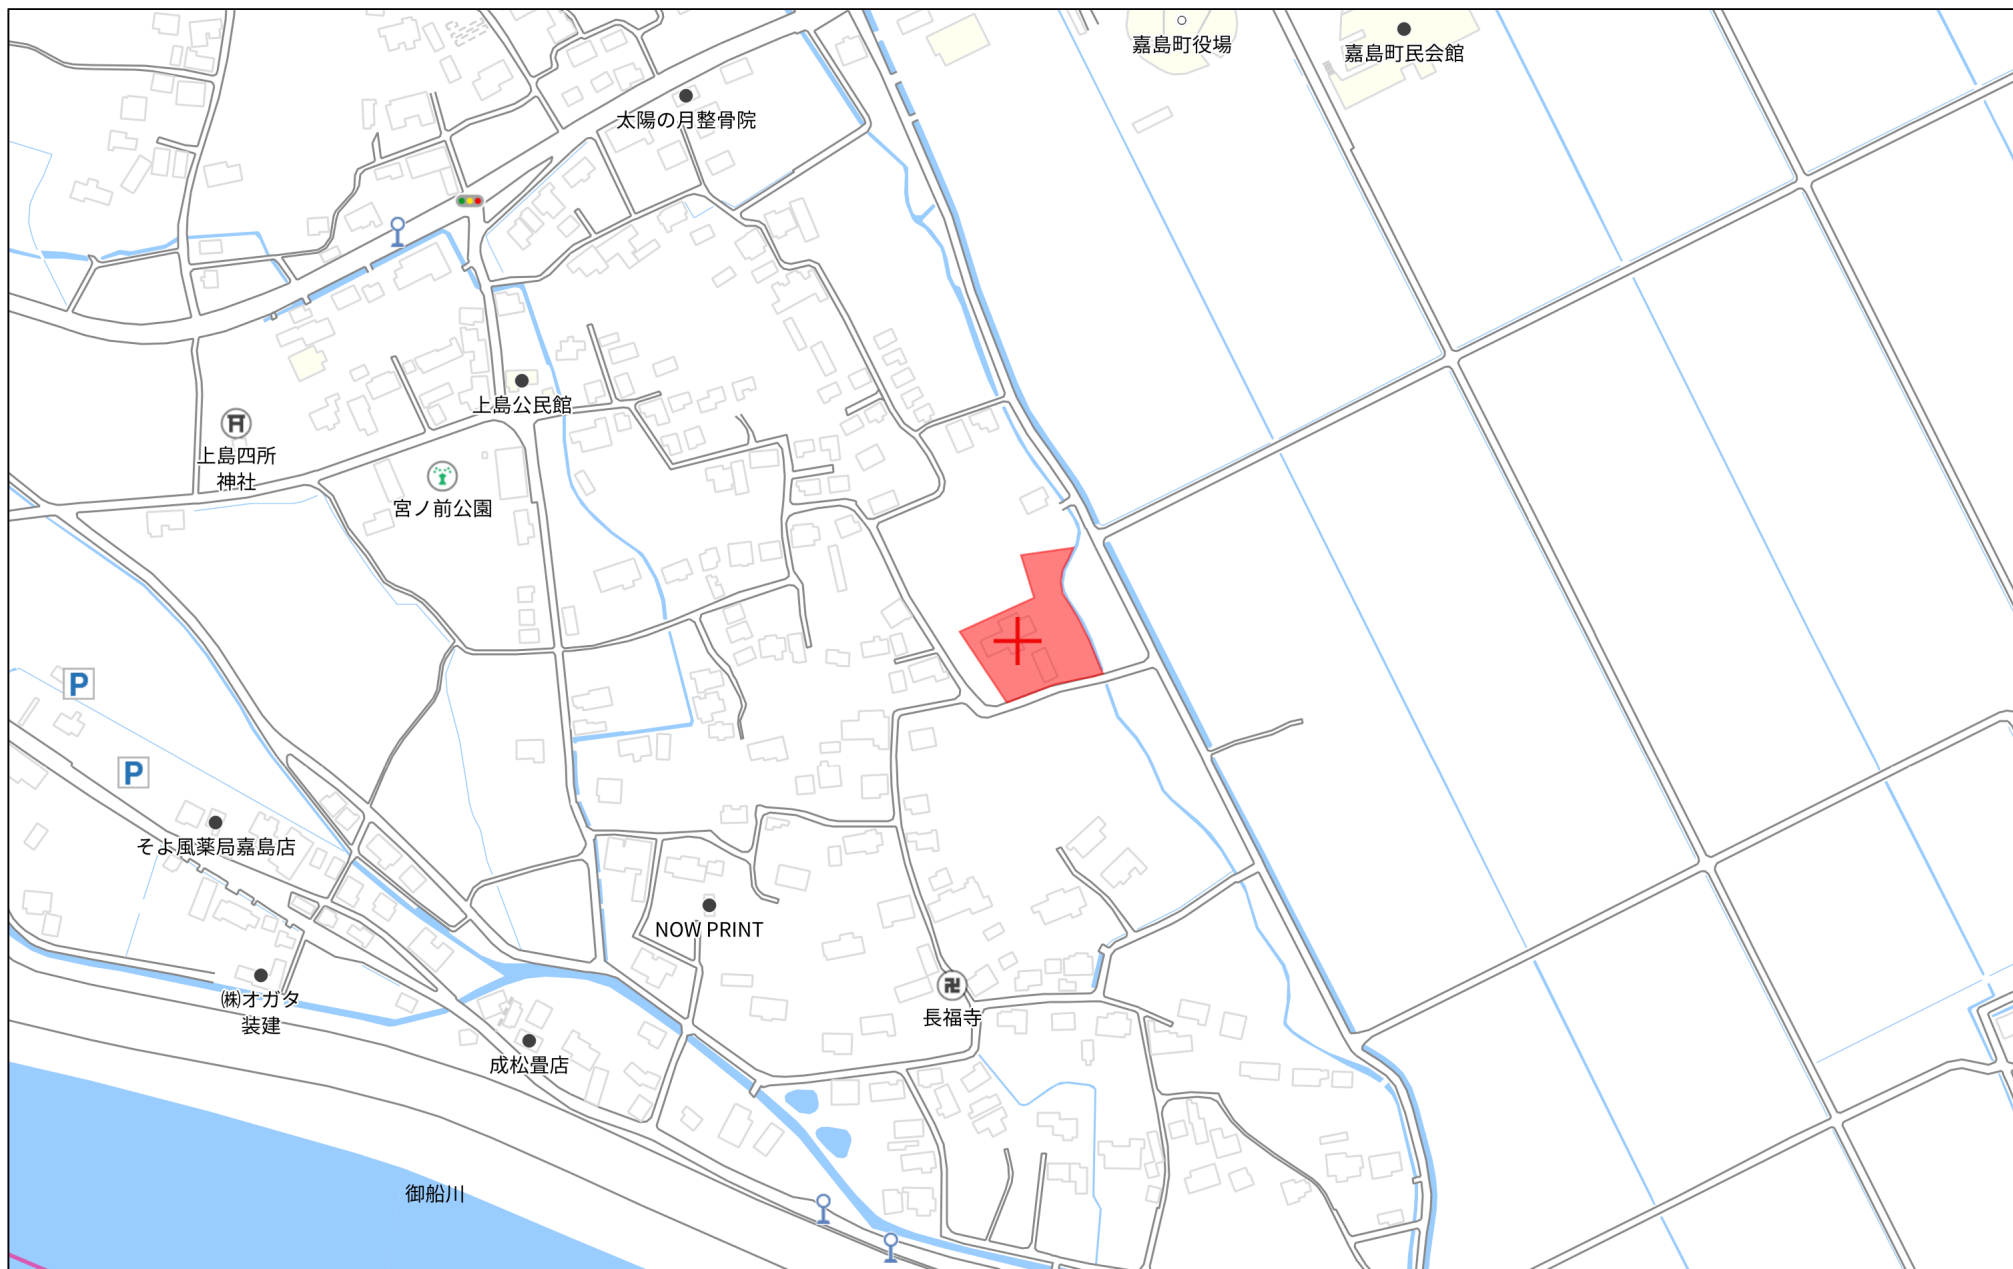 嘉島町役場
嘉島町民会館
太陽の月整骨院
上島公民館
上島四所
神社
宮ノ前公園
P
P
そよ風薬局嘉島店
NOW PRINT
㈱オガタ
装建
長福寺
成松畳店
御船川